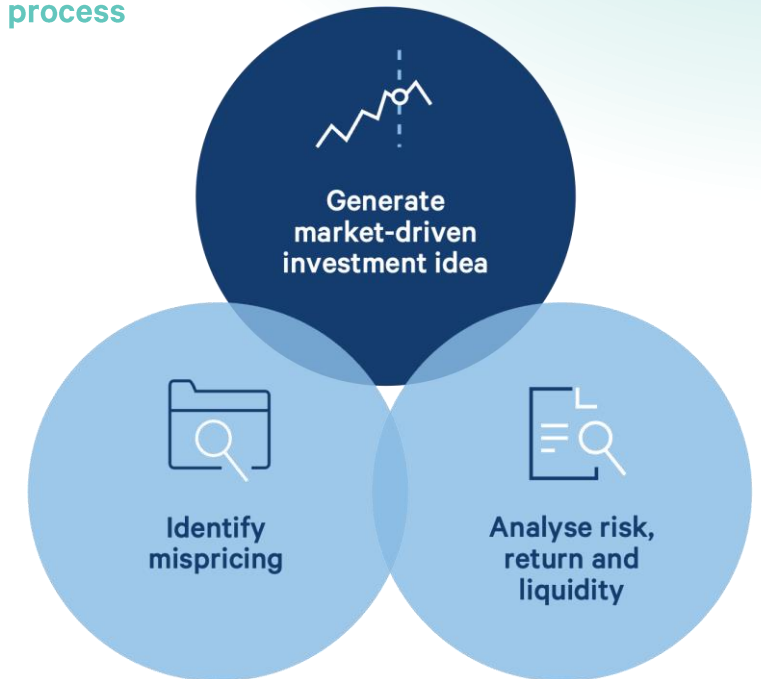 process
Generate
market-driven
investment idea
Identify
mispricing
Analyse risk,
return and
liquidity